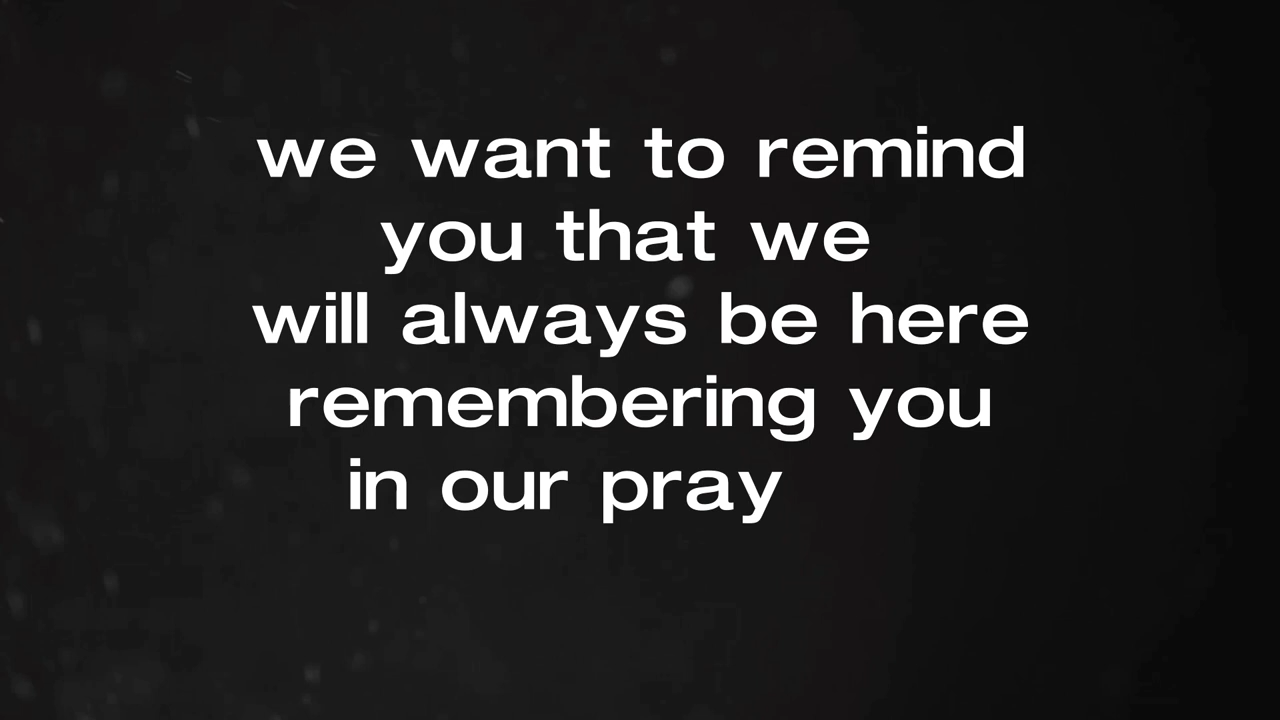 we want to remind
you that we
will always be here
remembering you
in our pray